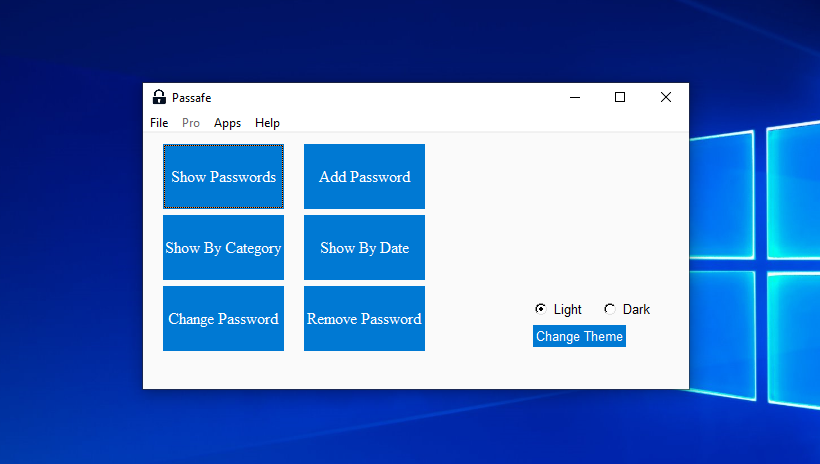 Passafe
File Pro Apps Help
Show Passwords Add Password
Show By Category Show By Date
Change Password Remove Password
Light Dark
Change Theme